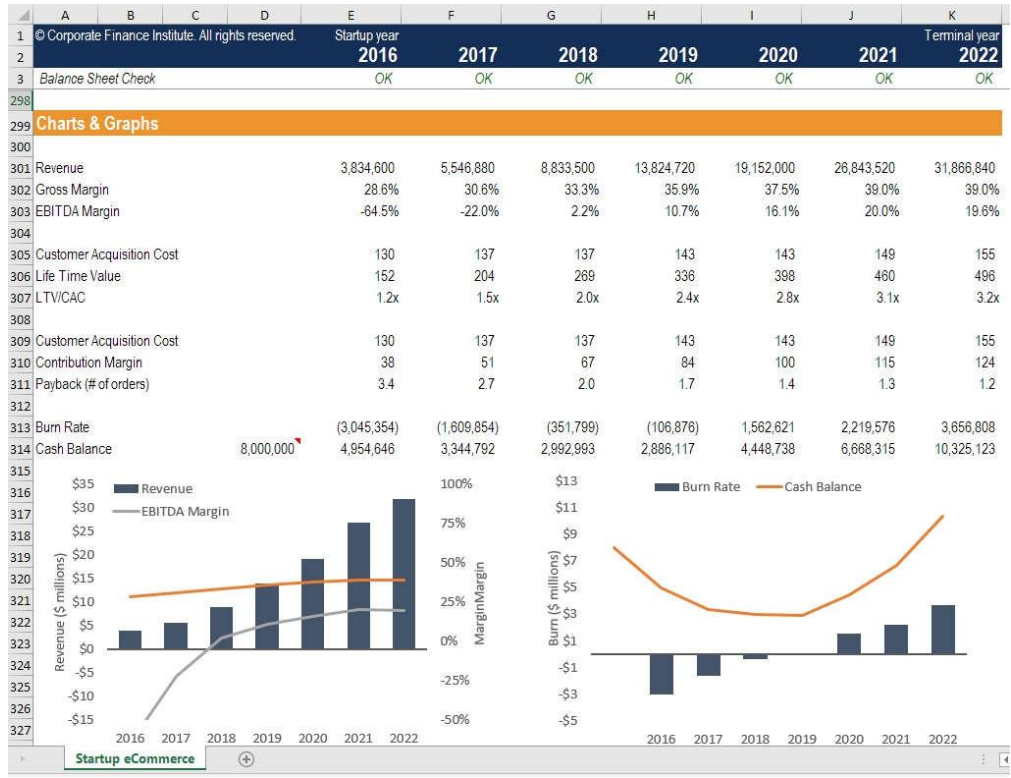 A B C D E F G H I J K
1 © Corporate Finance Institute. All rights reserved. Startup year Terminal year
2 2016 2017 2018 2019 2020 2021 2022
3 Balance Sheet Check OK OK OK OK OK OK OK
298
299 Charts & Graphs
300
301 Revenue 3,834,600 5,546,880 8,833,500 13,824,720 19,152,000 26,843,520 31,866,840
302 Gross Margin 28.6% 30.6% 33.3% 35.9% 37.5% 39.0% 39.0%
303 EBITDA Margin -64.5% -22.0% 2.2% 10.7% 16.1% 20.0% 19.6%
304
305 Customer Acquisition Cost 130 137 137 143 143 149 155
306 Life Time Value 152 204 269 336 398 460 496
307 LTV/CAC 1.2x 1.5x 2.0x 2.4x 2.8x 3.1x 3.2x
308
309 Customer Acquisition Cost 130 137 137 143 143 149 155
310 Contribution Margin 38 51 67 84 100 115 124
311 Payback (# of orders) 3.4 2.7 2.0 1.7 1.4 1.3 1.2
312
313 Burn Rate (3,045,354) (1,609,854) (351,799) (106,876) 1,562,621 2,219,576 3,656,808
314 Cash Balance 8,000,000 4,954,646 3,344,792 2,992,993 2,886,117 4,448,738 6,668,315 10,325,123
315
316
317
318
319
320
321
322
323
324
325
326
327
Revenue
EBITDA Margin
Revenue ($ millions)
$35
$30
$25
$20
$15
$10
$5
$0
-$5
-$10
-$15
100%
75%
50%
25%
0%
-25%
-50%
MarginMargin
2016 2017 2018 2019 2020 2021 2022
Burn Rate Cash Balance
Burn ($ millions)
$13
$11
$9
$7
$5
$3
$1
-$1
-$3
-$5
2016 2017 2018 2019 2020 2021 2022
Startup eCommerce